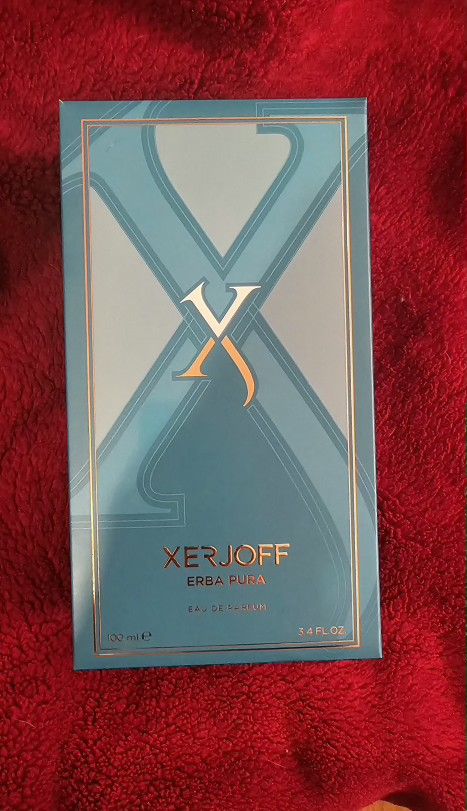 X
XERJOFF
ERBA PURA
EAU DE PARFUM
100 ml ℮ 3.4 FL OZ.